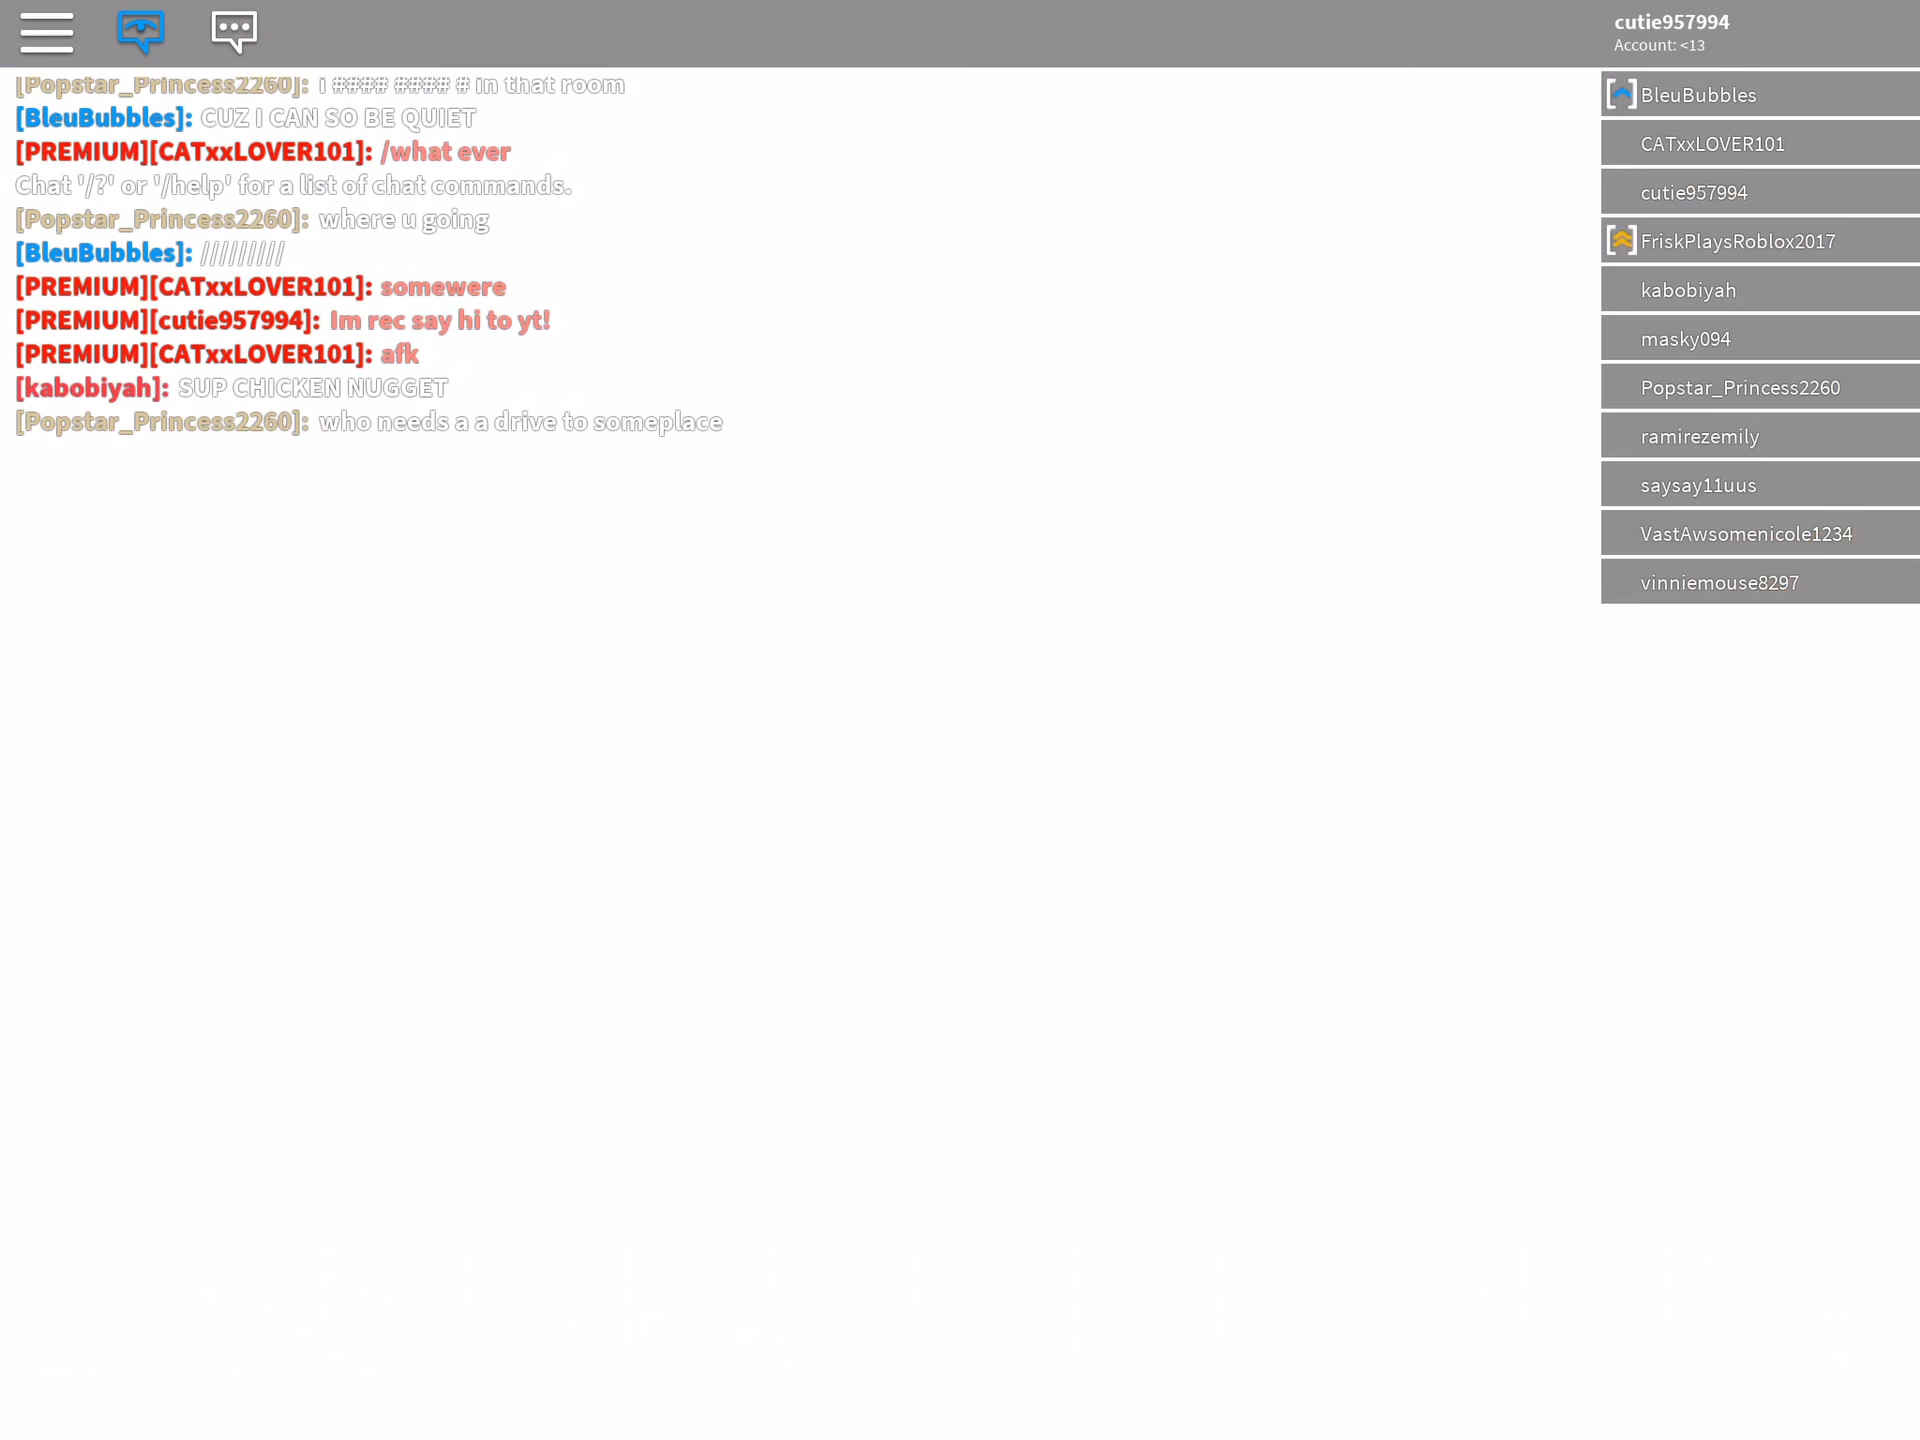 cutie957994
Account: <13
[Popstar_Princess2260]: i #### #### # in that room
[BleuBubbles]: CUZ I CAN SO BE QUIET
[PREMIUM][CATxxLOVER101]: /what ever
Chat '/?' or '/help' for a list of chat commands.
[Popstar_Princess2260]: where u going
[BleuBubbles]: /////////
[PREMIUM][CATxxLOVER101]: somewere
[PREMIUM][cutie957994]: Im rec say hi to yt!
[PREMIUM][CATxxLOVER101]: afk
[kabobiyah]: SUP CHICKEN NUGGET
[Popstar_Princess2260]: who needs a a drive to someplace
BleuBubbles
CATxxLOVER101
cutie957994
FriskPlaysRoblox2017
kabobiyah
masky094
Popstar_Princess2260
ramirezemily
saysay11uus
VastAwsomenicole1234
vinniemouse8297